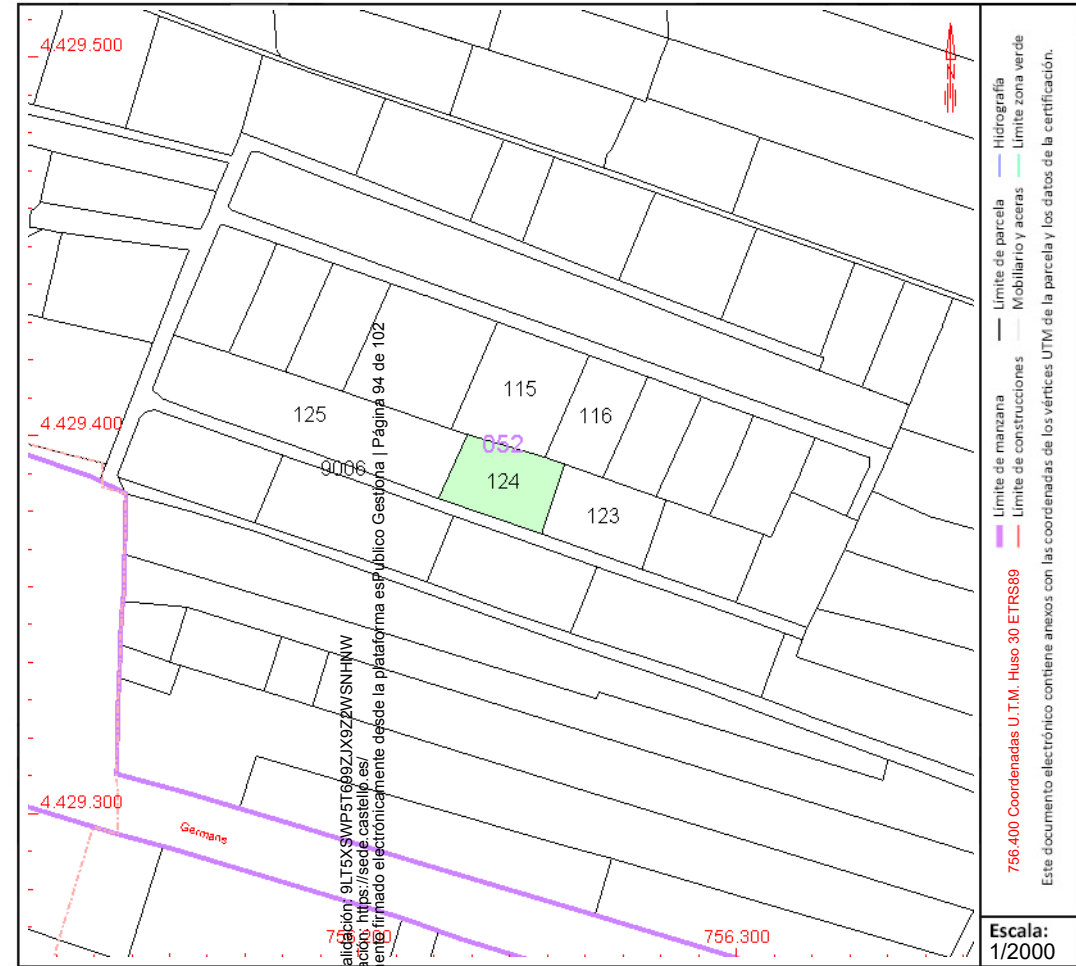 4.429.500
115
116
125
4.429.400
052
9006
124
123
4.429.300
Germans
756.300
alidación: 9LT5XSWP5T699ZJX9Z2WSNHNW
ación: https://sede.castello.es/
mento firmado electrónicamente desde la plataforma esPublico Gestiona | Página 94 de 102
756.400 Coordenadas U.T.M. Huso 30 ETRS89
Límite de manzana
Límite de parcela
Hidrografía
Límite de construcciones
Mobiliario y aceras
Límite zona verde
Este documento electrónico contiene anexos con las coordenadas de los vértices UTM de la parcela y los datos de la certificación.
N
Escala:
1/2000